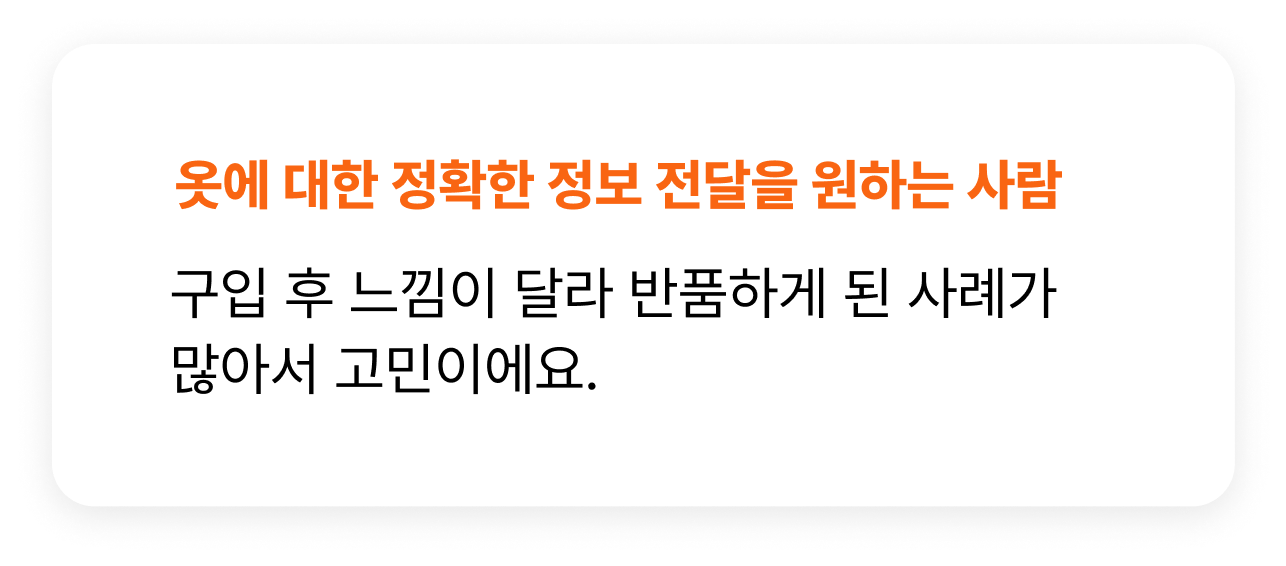 옷에 대한 정확한 정보 전달을 원하는 사람
구입 후 느낌이 달라 반품하게 된 사례가
많아서 고민이에요.